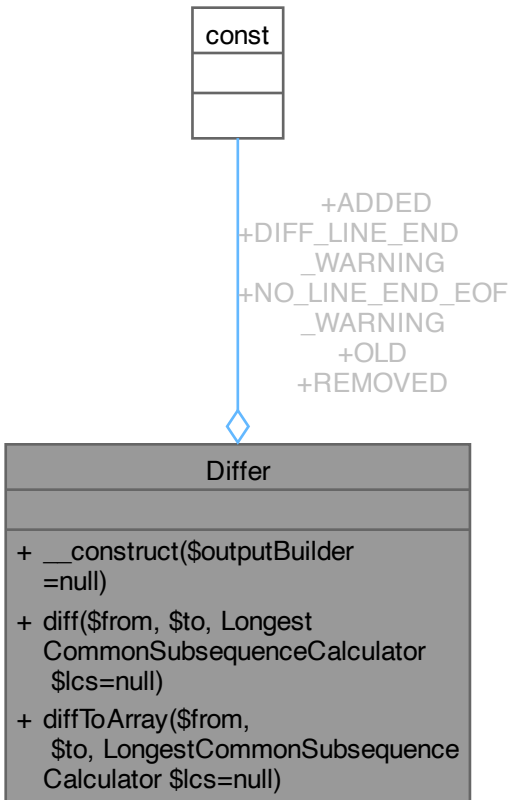 const
+ADDED
+DIFF_LINE_END
_WARNING
+NO_LINE_END_EOF
_WARNING
+OLD
+REMOVED
Differ
+ __construct($outputBuilder
=null)
+ diff($from, $to, Longest
CommonSubsequenceCalculator
$lcs=null)
+ diffToArray($from,
$to, LongestCommonSubsequence
Calculator $lcs=null)